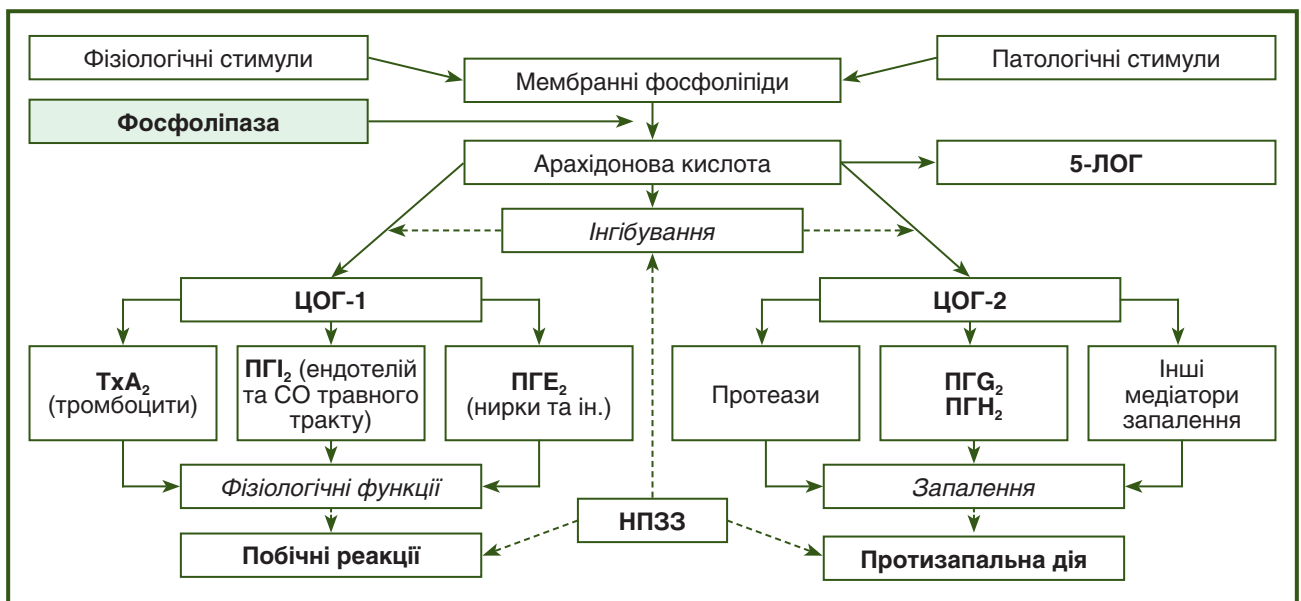 Фізіологічні стимули
Патологічні стимули
Мембранні фосфоліпіди
Фосфоліпаза
Арахідонова кислота
5-ЛОГ
Інгібування
ЦОГ-1
ЦОГ-2
TxA₂
(тромбоцити)
ПГI₂ (ендотелій
та СО травного
тракту)
ПГЕ₂
(нирки та ін.)
Протеази
ПГG₂
ПГН₂
Інші
медіатори
запалення
Фізіологічні функції
Запалення
НПЗЗ
Побічні реакції
Протизапальна дія